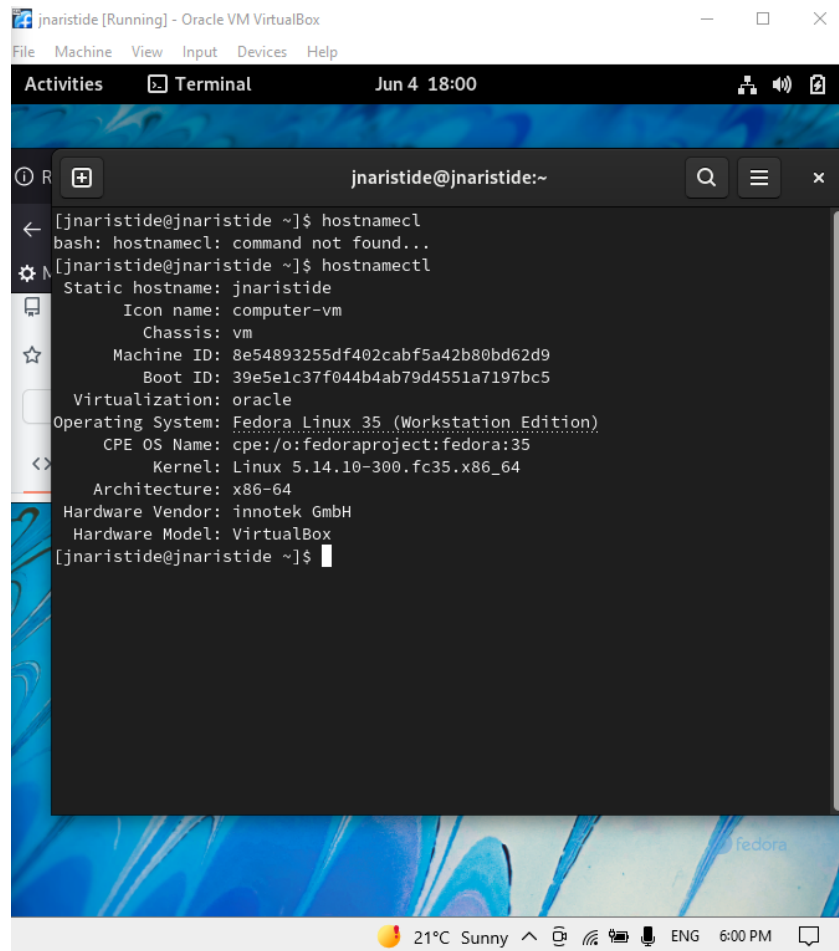 jnaristide [Running] - Oracle VM VirtualBox
File Machine View Input Devices Help
Activities Terminal Jun 4 18:00
R jnaristide@jnaristide:~
[jnaristide@jnaristide ~]$ hostnamecl
bash: hostnamecl: command not found...
[jnaristide@jnaristide ~]$ hostnamectl
Static hostname: jnaristide
Icon name: computer-vm
Chassis: vm
Machine ID: 8e54893255df402cabf5a42b80bd62d9
Boot ID: 39e5e1c37f044b4ab79d4551a7197bc5
Virtualization: oracle
Operating System: Fedora Linux 35 (Workstation Edition)
CPE OS Name: cpe:/o:fedoraproject:fedora:35
Kernel: Linux 5.14.10-300.fc35.x86_64
Architecture: x86-64
Hardware Vendor: innotek GmbH
Hardware Model: VirtualBox
[jnaristide@jnaristide ~]$
fedora
21°C Sunny ENG 6:00 PM